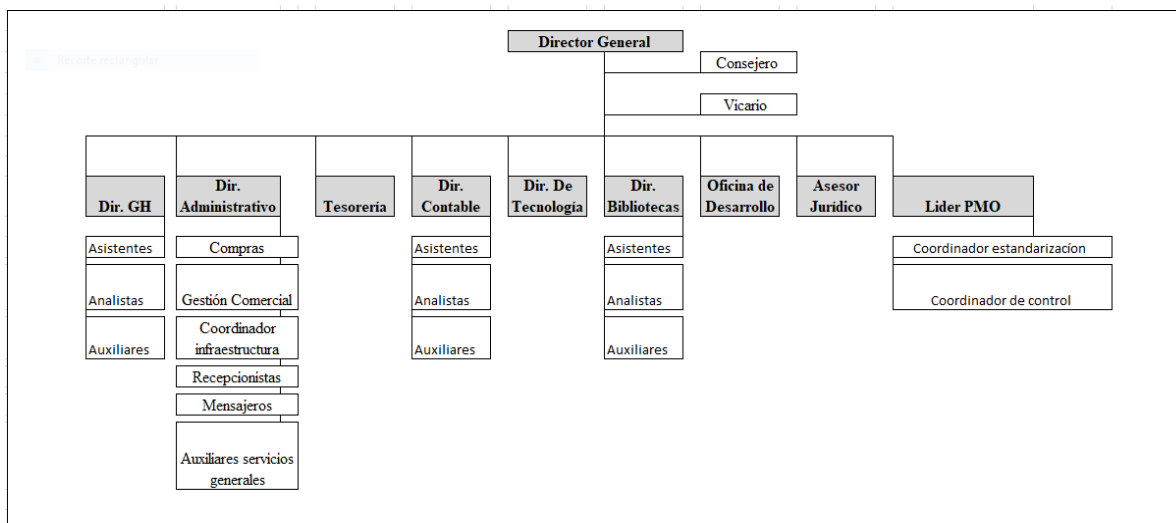 Director General
Recorte rectangular
Consejero
Vicario
Dir. GH
Dir.
Administrativo
Tesorería
Dir.
Contable
Dir. De
Tecnología
Dir.
Bibliotecas
Oficina de
Desarrollo
Asesor
Jurídico
Lider PMO
Asistentes
Compras
Asistentes
Asistentes
Coordinador estandarizacíon
Analistas
Gestión Comercial
Analistas
Analistas
Coordinador de control
Auxiliares
Coordinador
infraestructura
Auxiliares
Auxiliares
Recepcionistas
Mensajeros
Auxiliares servicios
generales